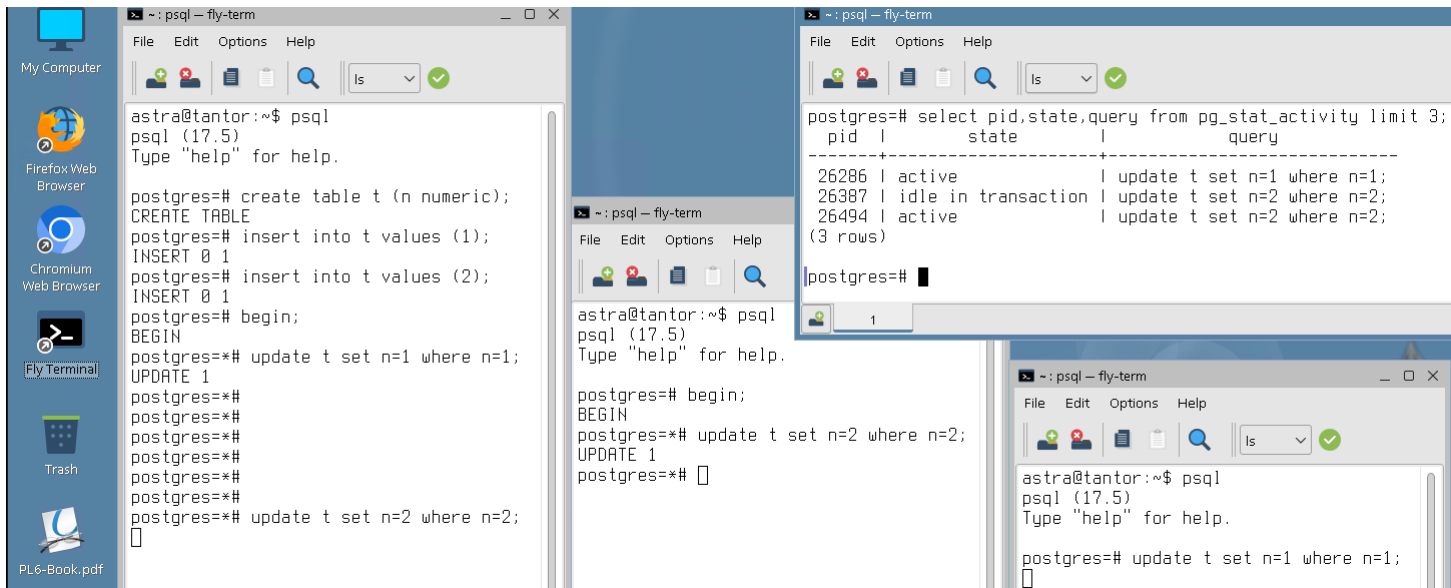 My Computer
Firefox Web
Browser
Chromium
Web Browser
Fly Terminal
Trash
PL6-Book.pdf
~ : psql — fly-term
File Edit Options Help
ls
astra@tantor:~$ psql
psql (17.5)
Type "help" for help.
postgres=# create table t (n numeric);
CREATE TABLE
postgres=# insert into t values (1);
INSERT 0 1
postgres=# insert into t values (2);
INSERT 0 1
postgres=# begin;
BEGIN
postgres=*# update t set n=1 where n=1;
UPDATE 1
postgres=*#
postgres=*#
postgres=*#
postgres=*#
postgres=*#
postgres=*#
postgres=*# update t set n=2 where n=2;
~ : psql — fly-term
File Edit Options Help
astra@tantor:~$ psql
psql (17.5)
Type "help" for help.
postgres=# begin;
BEGIN
postgres=*# update t set n=2 where n=2;
UPDATE 1
postgres=*#
~ : psql — fly-term
File Edit Options Help
ls
postgres=# select pid,state,query from pg_stat_activity limit 3;
pid | state | query
-------+---------------------+-----------------------------
26286 | active | update t set n=1 where n=1;
26387 | idle in transaction | update t set n=2 where n=2;
26494 | active | update t set n=2 where n=2;
(3 rows)
postgres=#
1
~ : psql — fly-term
File Edit Options Help
ls
astra@tantor:~$ psql
psql (17.5)
Type "help" for help.
postgres=# update t set n=1 where n=1;